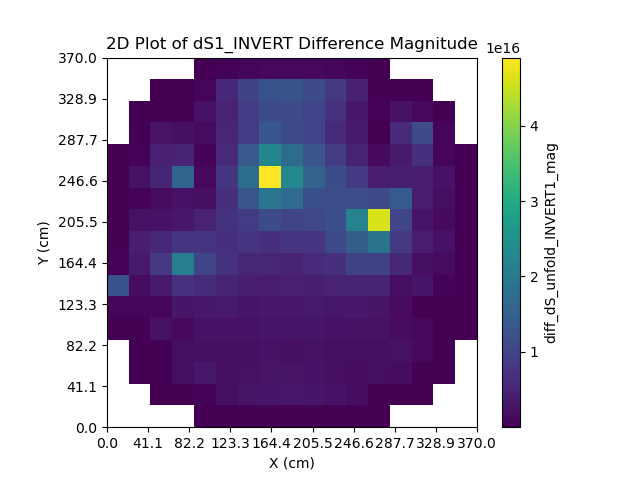 2D Plot of dS1_INVERT Difference Magnitude
1e16
370.0
328.9
287.7
246.6
205.5
164.4
123.3
82.2
41.1
0.0
Y (cm)
0.0 41.1 82.2 123.3 164.4 205.5 246.6 287.7 328.9 370.0
X (cm)
4
3
2
1
diff_dS_unfold_INVERT1_mag